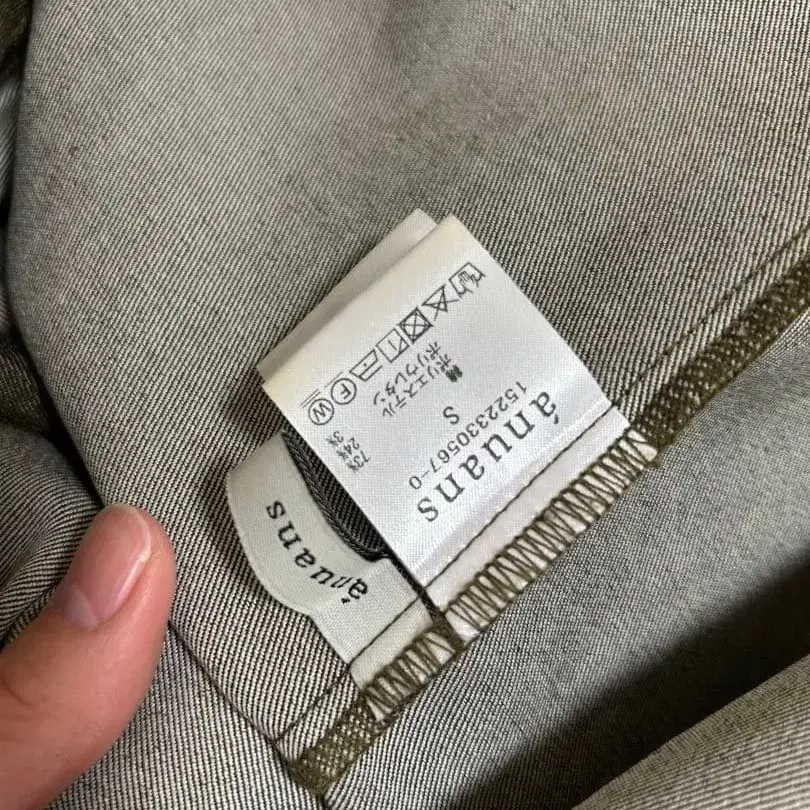 ánuans
1522330567-0
S
綿 73%
ポリエステル 24%
ポリウレタン 3%
F
W
ánuans